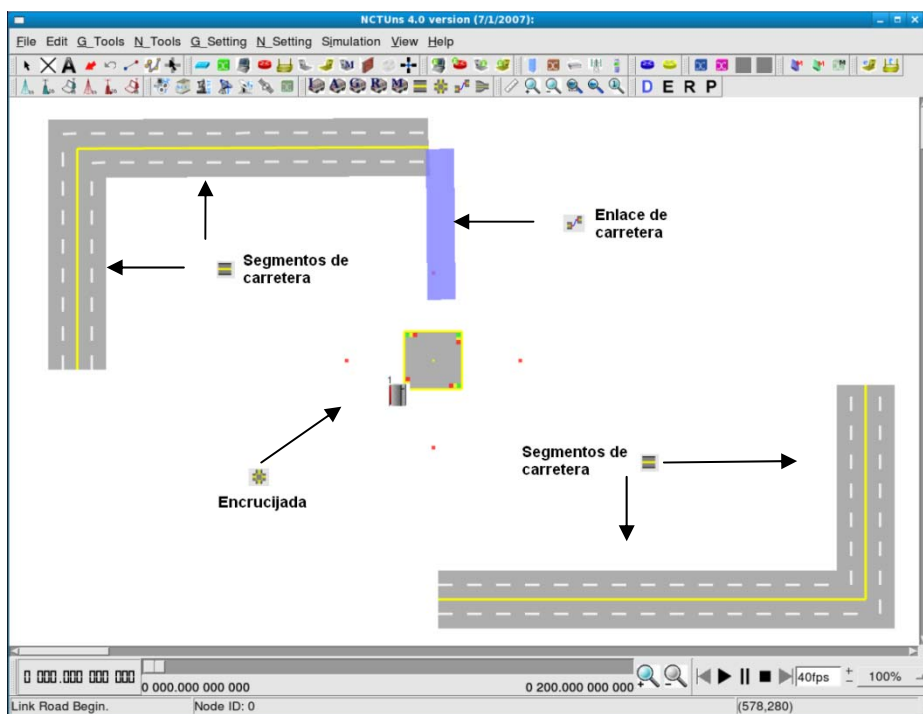 NCTUns 4.0 version (7/1/2007):
File Edit G_Tools N_Tools G_Setting N_Setting Simulation View Help
D E R P
Enlace de
carretera
Segmentos de
carretera
1
Segmentos de
carretera
Encrucijada
0 000.000 000 000
0 000.000 000 000
0 200.000 000 000
40fps
100%
Link Road Begin.
Node ID: 0
(578,280)